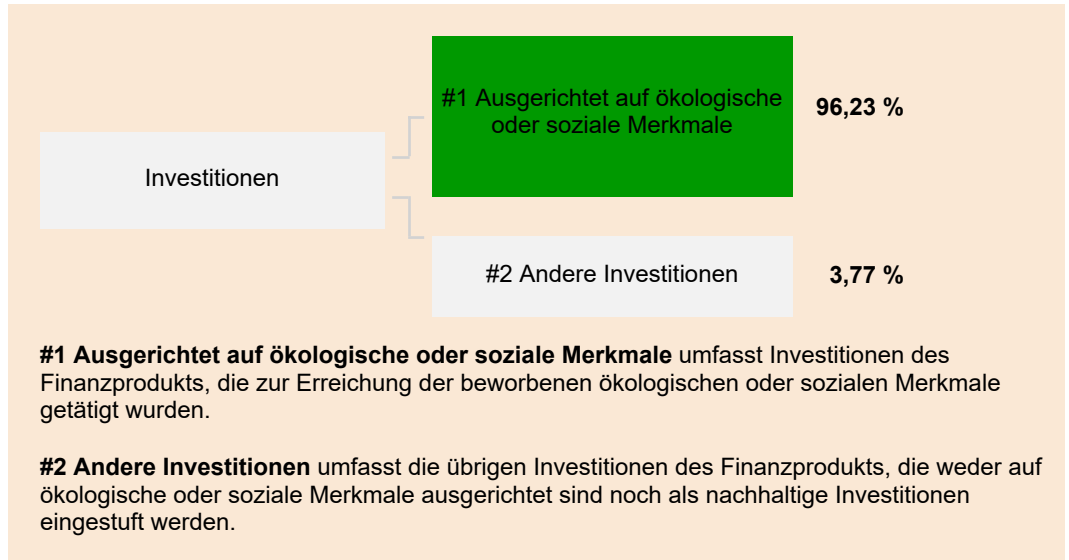 #1 Ausgerichtet auf ökologische
oder soziale Merkmale
96,23 %
Investitionen
#2 Andere Investitionen
3,77 %
#1 Ausgerichtet auf ökologische oder soziale Merkmale umfasst Investitionen des
Finanzprodukts, die zur Erreichung der beworbenen ökologischen oder sozialen Merkmale
getätigt wurden.
#2 Andere Investitionen umfasst die übrigen Investitionen des Finanzprodukts, die weder auf
ökologische oder soziale Merkmale ausgerichtet sind noch als nachhaltige Investitionen
eingestuft werden.